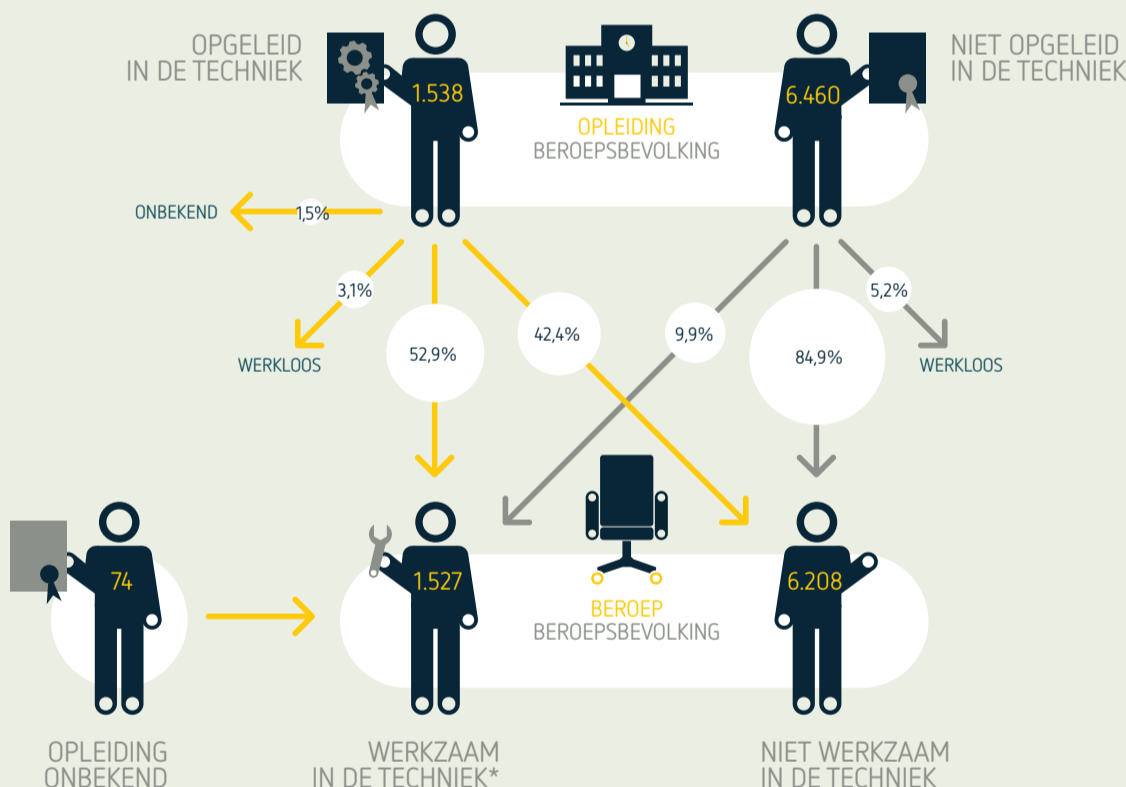 OPGELEID
IN DE TECHNIEK
1.538
OPLEIDING
BEROEPSBEVOLKING
6.460
NIET OPGELEID
IN DE TECHNIEK
ONBEKEND
1,5%
3,1%
WERKLOOS
52,9%
42,4%
9,9%
84,9%
5,2%
WERKLOOS
74
1.527
BEROEP
BEROEPSBEVOLKING
6.208
OPLEIDING
ONBEKEND
WERKZAAM
IN DE TECHNIEK*
NIET WERKZAAM
IN DE TECHNIEK